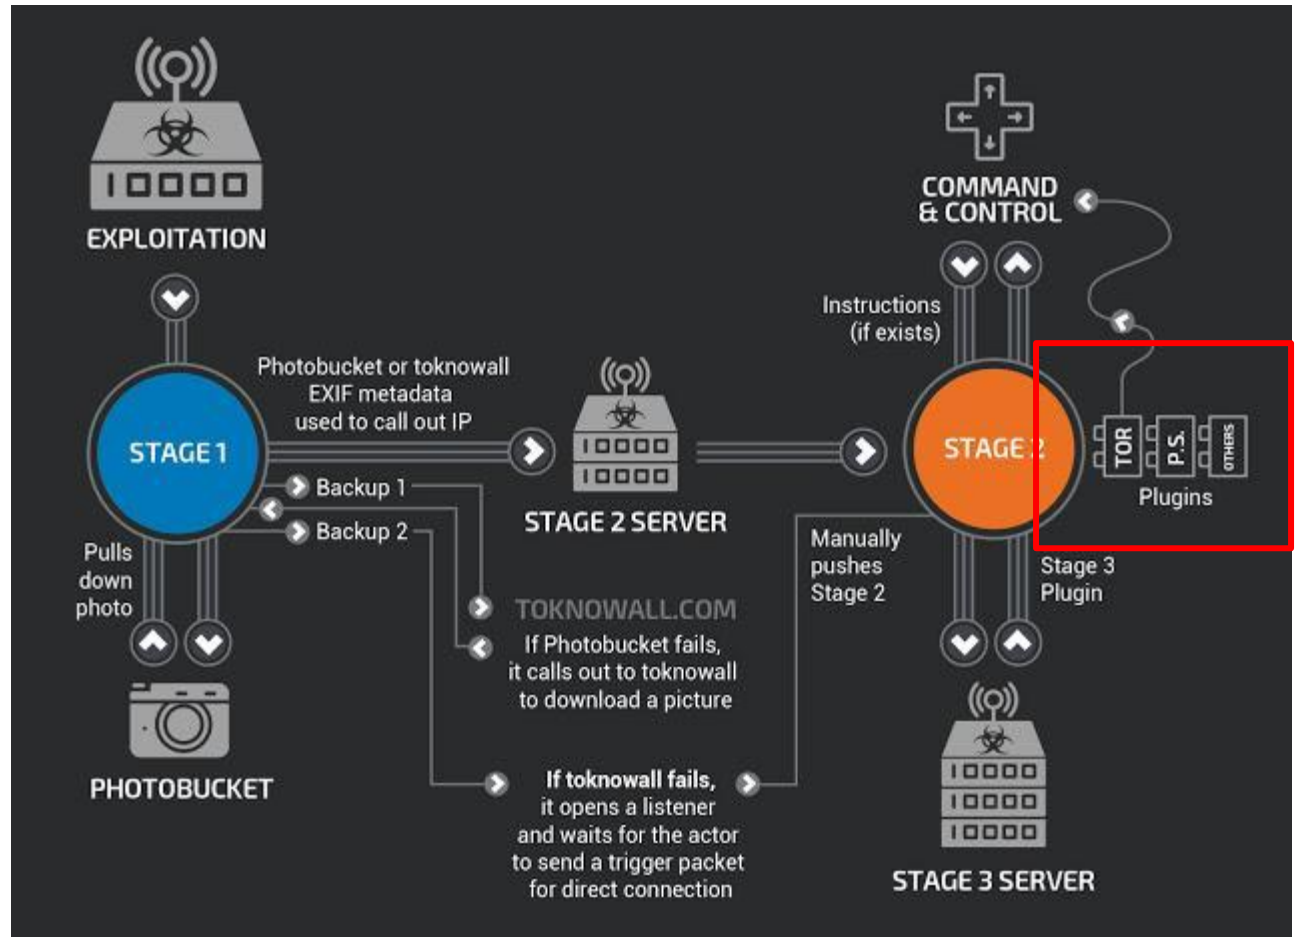 EXPLOITATION
COMMAND
& CONTROL
Instructions
(if exists)
Photobucket or toknowall
EXIF metadata
used to call out IP
STAGE 1
STAGE 2 SERVER
STAGE 2
TOR
P.S.
OTHERS
Plugins
Backup 1
Backup 2
Pulls
down
photo
Manually
pushes
Stage 2
Stage 3
Plugin
TOKNOWALL.COM
If Photobucket fails,
it calls out to toknowall
to download a picture
PHOTOBUCKET
If toknowall fails,
it opens a listener
and waits for the actor
to send a trigger packet
for direct connection
STAGE 3 SERVER